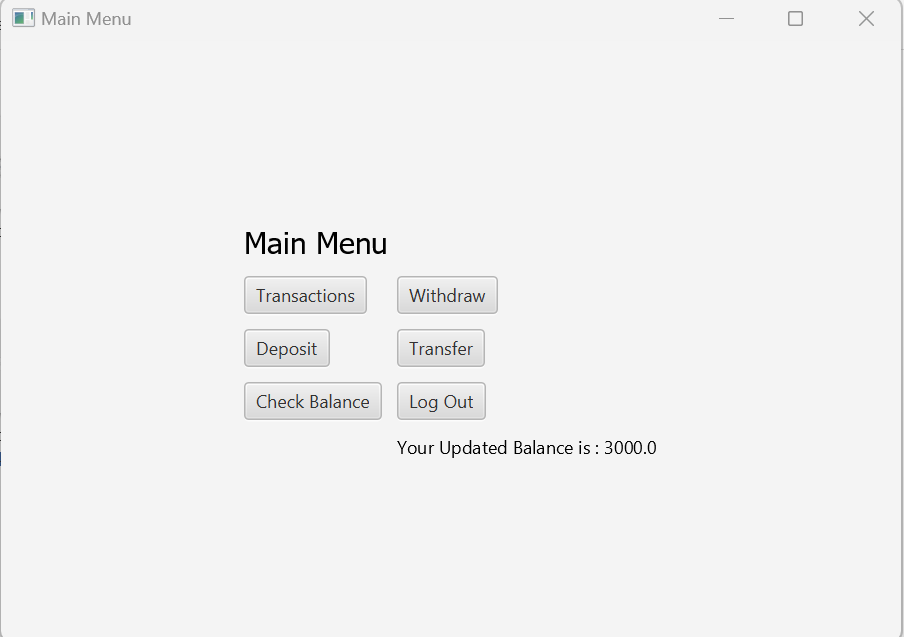 Main Menu
Main Menu
Transactions Withdraw
Deposit Transfer
Check Balance Log Out
Your Updated Balance is : 3000.0